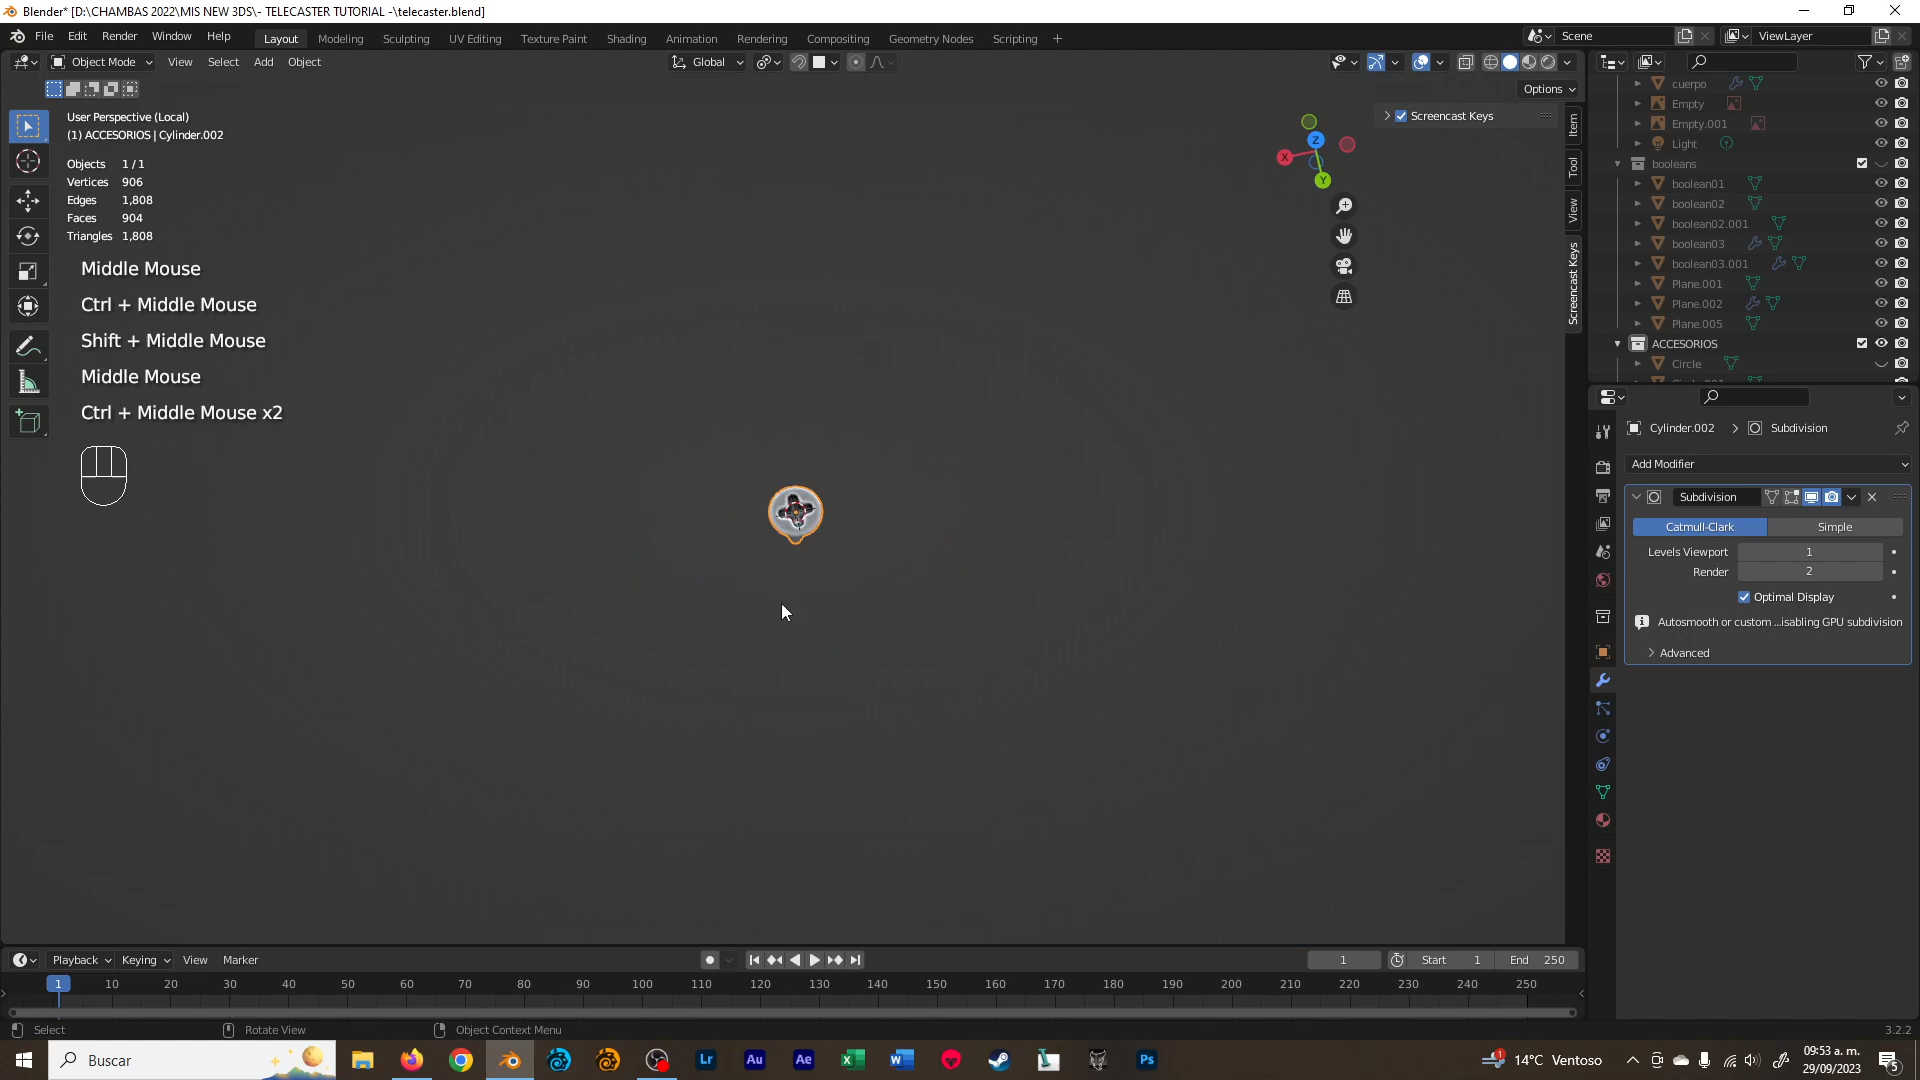 Blender* [D:\CHAMBAS 2022\MIS NEW 3DS\- TELECASTER TUTORIAL -\telecaster.blend]
File Edit Render Window Help Layout Modeling Sculpting UV Editing Texture Paint Shading Animation Rendering Compositing Geometry Nodes Scripting + Scene ViewLayer
Object Mode View Select Add Object Global
Options
User Perspective (Local)
(1) ACCESORIOS | Cylinder.002
Objects 1 / 1
Vertices 906
Edges 1,808
Faces 904
Triangles 1,808
Middle Mouse
Ctrl + Middle Mouse
Shift + Middle Mouse
Middle Mouse
Ctrl + Middle Mouse x2
Z
X
Y
Screencast Keys
Item
Tool
View
Screencast Keys
cuerpo
Empty
Empty.001
Light
booleans
boolean01
boolean02
boolean02.001
boolean03
boolean03.001
Plane.001
Plane.002
Plane.005
ACCESORIOS
Circle
Cylinder.002 > Subdivision
Add Modifier
Subdivision
Catmull-Clark Simple
Levels Viewport 1
Render 2
Optimal Display
Autosmooth or custom ...isabling GPU subdivision
Advanced
Playback Keying View Marker 1 Start 1 End 250
1 10 20 30 40 50 60 70 80 90 100 110 120 130 140 150 160 170 180 190 200 210 220 230 240 250
Select Rotate View Object Context Menu 3.2.2
Buscar Lr Au Ae Ps 14°C Ventoso 09:53 a. m.
29/09/2023
5